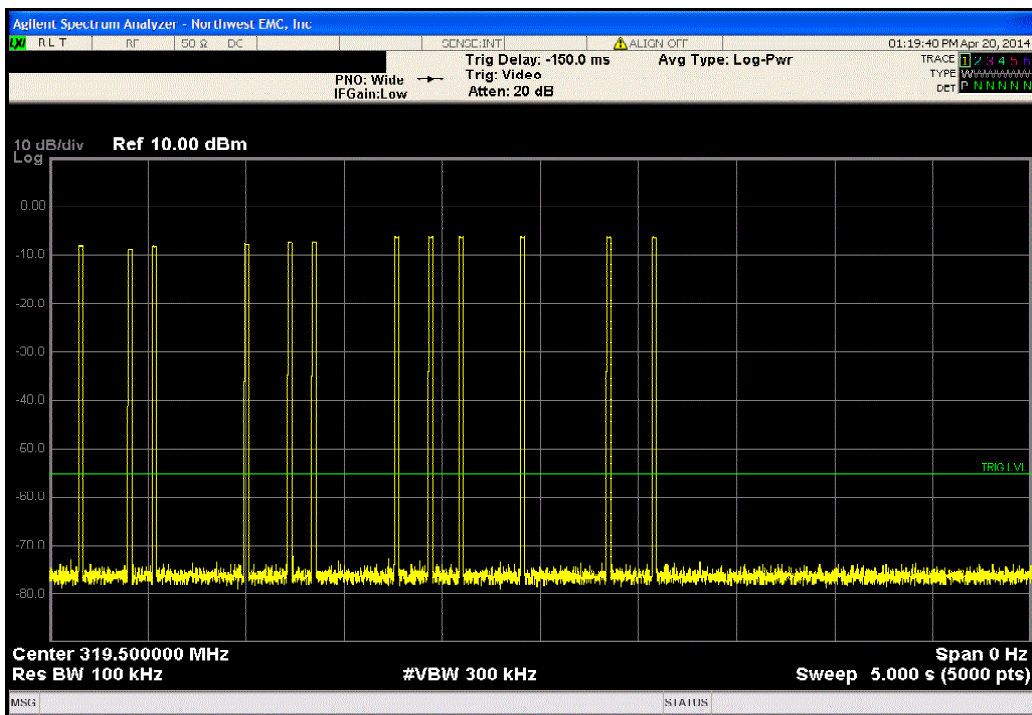 Agilent Spectrum Analyzer - Northwest EMC, Inc
LXI RL T RF 50 Ω DC SENSE:INT ALIGN OFF 01:19:40 PM Apr 20, 2014
Trig Delay: -150.0 ms Avg Type: Log-Pwr TRACE 1 2 3 4 5 6
PNO: Wide Trig: Video TYPE WWWWWW
IFGain:Low Atten: 20 dB DET P N N N N N
10 dB/div Ref 10.00 dBm
Log
0.00
-10.0
-20.0
-30.0
-40.0
-50.0
TRIG LVL
-60.0
-70.0
-80.0
Center 319.500000 MHz Span 0 Hz
Res BW 100 kHz #VBW 300 kHz Sweep 5.000 s (5000 pts)
MSG STATUS